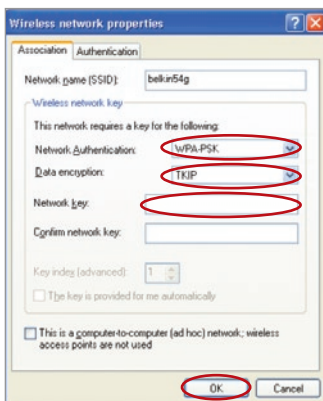 Wireless network properties
Association Authentication
Network name (SSID): belkin54g
Wireless network key
This network requires a key for the following:
Network Authentication: WPA-PSK
Data encryption: TKIP
Network key:
Confirm network key:
Key index (advanced): 1
The key is provided for me automatically
This is a computer-to-computer (ad hoc) network; wireless
access points are not used
OK Cancel